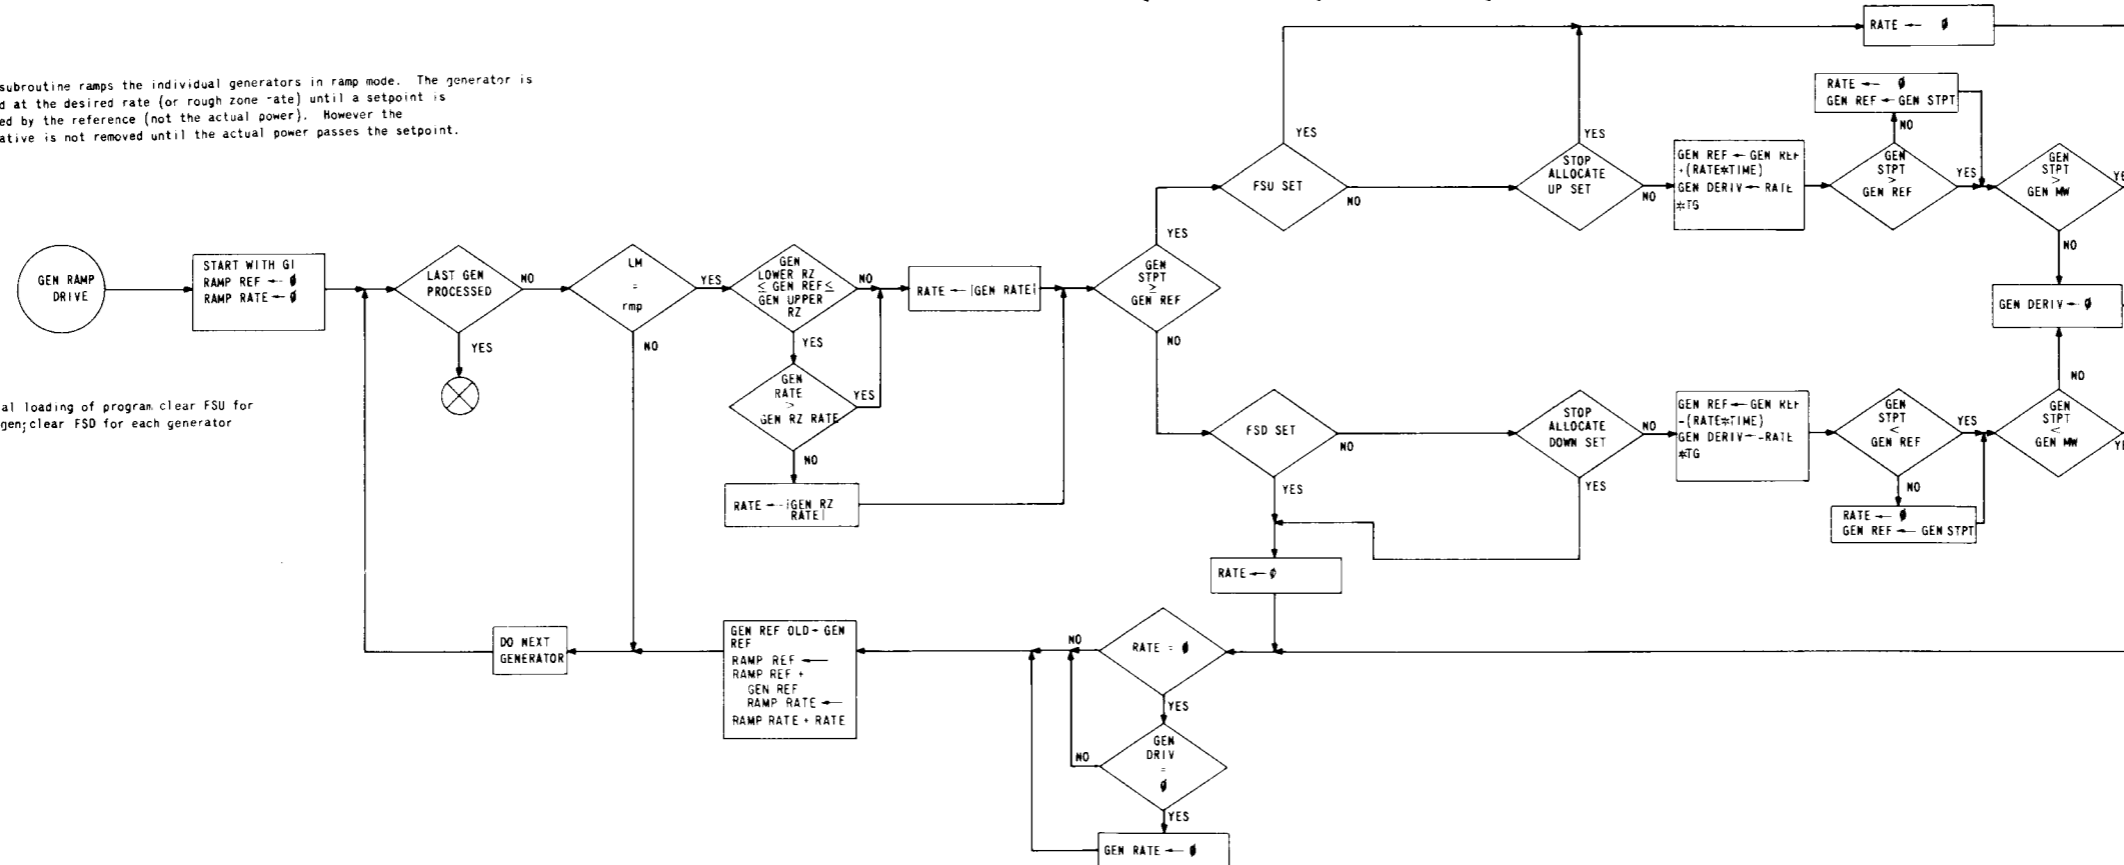 subroutine ramps the individual generators in ramp mode. The generator is
d at the desired rate (or rough zone rate) until a setpoint is
ed by the reference (not the actual power). However the
ative is not removed until the actual power passes the setpoint.
al loading of program clear FSU for
gen; clear FSD for each generator
GEN RAMP
DRIVE
START WITH G1
RAMP REF ← ∅
RAMP RATE ← ∅
LAST GEN
PROCESSED
NO
YES
LM
=
rmp
YES
NO
GEN
LOWER RZ
≤ GEN REF ≤
GEN UPPER
RZ
NO
YES
GEN
RATE
>
GEN RZ RATE
YES
NO
RATE ← |GEN RZ
RATE|
RATE ← |GEN RATE|
GEN
STPT
≥
GEN REF
YES
NO
FSU SET
YES
NO
STOP
ALLOCATE
UP SET
YES
NO
RATE ← ∅
GEN REF ← GEN REF
+(RATE*TIME)
GEN DERIV ← RATE
*TG
GEN
STPT
>
GEN REF
NO
YES
RATE ← ∅
GEN REF ← GEN STPT
GEN
STPT
>
GEN MW
YE
NO
GEN DERIV ← ∅
FSD SET
NO
YES
STOP
ALLOCATE
DOWN SET
NO
YES
GEN REF ← GEN REF
-(RATE*TIME)
GEN DERIV ← -RATE
*TG
GEN
STPT
<
GEN REF
YES
NO
RATE ← ∅
GEN REF ← GEN STPT
GEN
STPT
<
GEN MW
NO
YE
RATE ← ∅
RATE = ∅
NO
YES
GEN
DRIV
=
∅
NO
YES
GEN RATE ← ∅
GEN REF OLD ← GEN
REF
RAMP REF ←
RAMP REF +
GEN REF
RAMP RATE ←
RAMP RATE + RATE
DO NEXT
GENERATOR